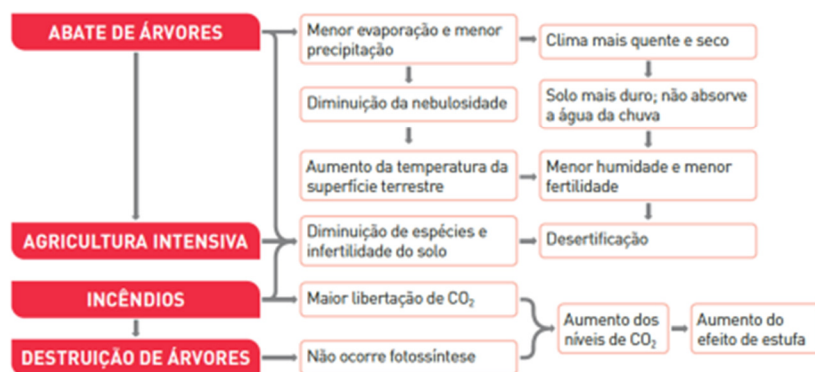 ABATE DE ÁRVORES
Menor evaporação e menor
precipitação
Clima mais quente e seco
Diminuição da nebulosidade
Solo mais duro; não absorve
a água da chuva
Aumento da temperatura da
superfície terrestre
Menor humidade e menor
fertilidade
AGRICULTURA INTENSIVA
Diminuição de espécies e
infertilidade do solo
Desertificação
INCÊNDIOS
Maior libertação de CO₂
Aumento dos
níveis de CO₂
Aumento do
efeito de estufa
DESTRUIÇÃO DE ÁRVORES
Não ocorre fotossíntese